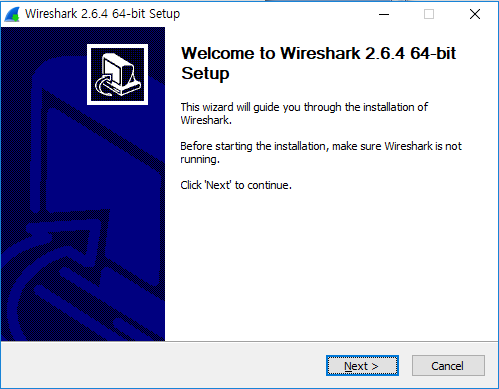 Wireshark 2.6.4 64-bit Setup
Welcome to Wireshark 2.6.4 64-bit
Setup
This wizard will guide you through the installation of
Wireshark.
Before starting the installation, make sure Wireshark is not
running.
Click 'Next' to continue.
Next > Cancel